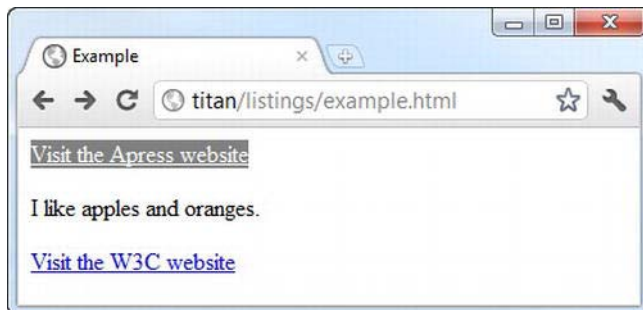 Example
titan/listings/example.html
Visit the Apress website
I like apples and oranges.
Visit the W3C website